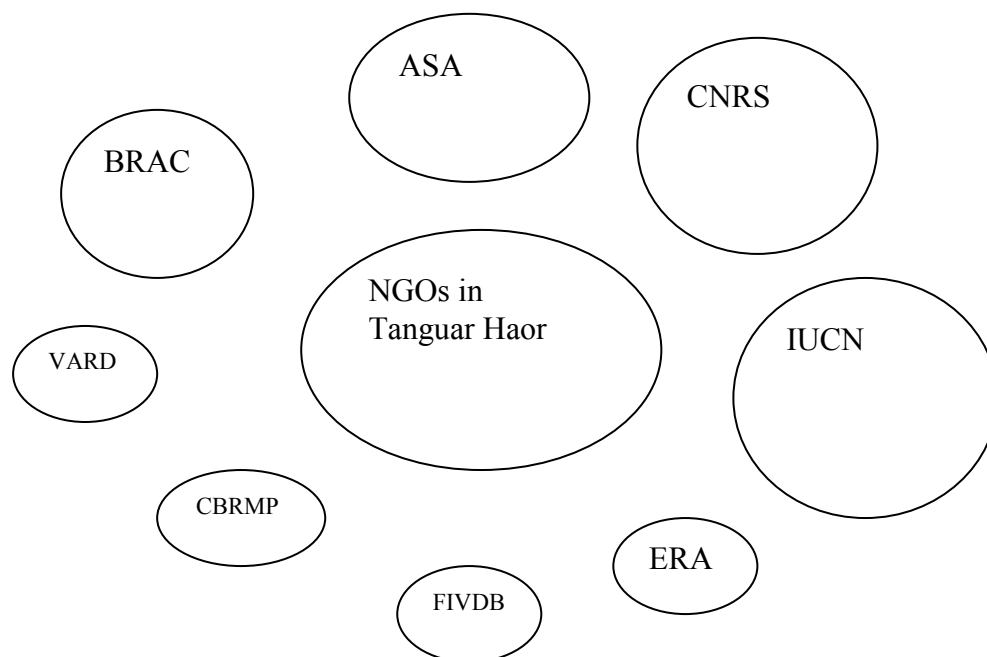 ASA
CNRS
BRAC
NGOs in
Tanguar Haor
IUCN
VARD
CBRMP
ERA
FIVDB